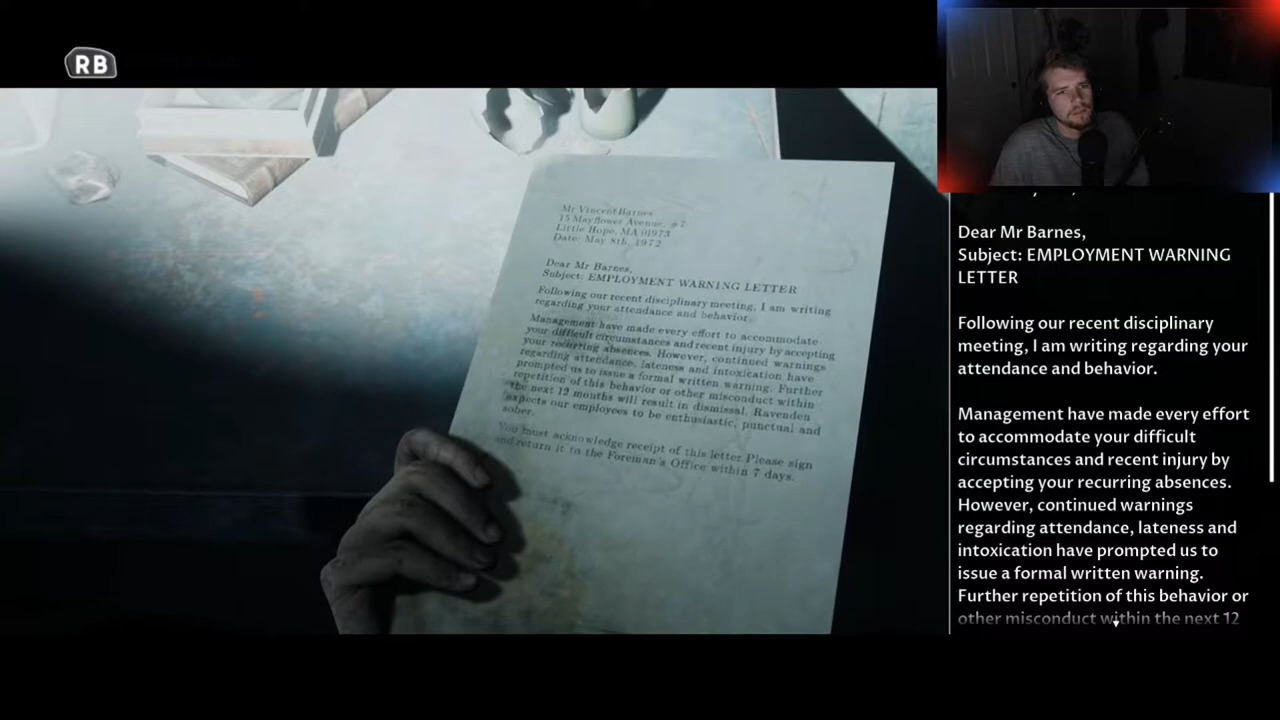 RB
Mr Vincent Barnes
15 Mayflower Avenue, #7
Little Hope, MA 01973
Date: May 8th, 1972
Dear Mr Barnes,
Subject: EMPLOYMENT WARNING LETTER
Following our recent disciplinary meeting, I am writing
regarding your attendance and behavior.
Management have made every effort to accommodate
your difficult circumstances and recent injury by accepting
your recurring absences. However, continued warnings
regarding attendance, lateness and intoxication have
prompted us to issue a formal written warning. Further
repetition of this behavior or other misconduct within
the next 12 months will result in dismissal. Ravenden
expects our employees to be enthusiastic, punctual and
sober.
You must acknowledge receipt of this letter. Please sign
and return it to the Foreman's Office within 7 days.
Dear Mr Barnes,
Subject: EMPLOYMENT WARNING
LETTER
Following our recent disciplinary
meeting, I am writing regarding your
attendance and behavior.
Management have made every effort
to accommodate your difficult
circumstances and recent injury by
accepting your recurring absences.
However, continued warnings
regarding attendance, lateness and
intoxication have prompted us to
issue a formal written warning.
Further repetition of this behavior or
other misconduct within the next 12